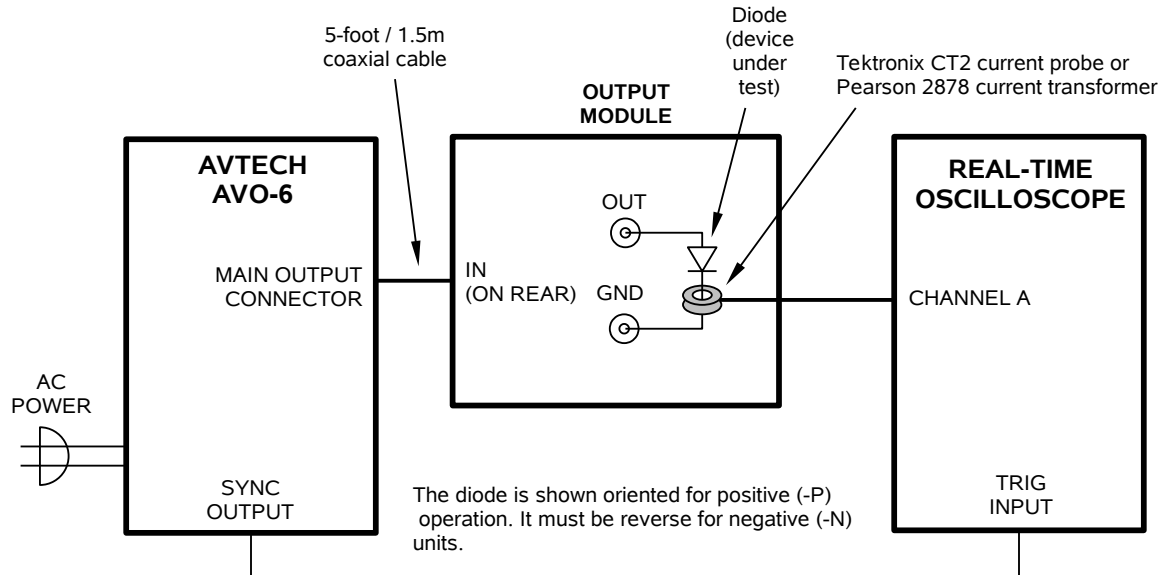 5-foot / 1.5m
coaxial cable
Diode
(device
under
test)
Tektronix CT2 current probe or
Pearson 2878 current transformer
OUTPUT
MODULE
AVTECH
AVO-6
REAL-TIME
OSCILLOSCOPE
OUT
MAIN OUTPUT
CONNECTOR
IN
(ON REAR)
GND
CHANNEL A
AC
POWER
SYNC
OUTPUT
The diode is shown oriented for positive (-P)
operation. It must be reverse for negative (-N)
units.
TRIG
INPUT